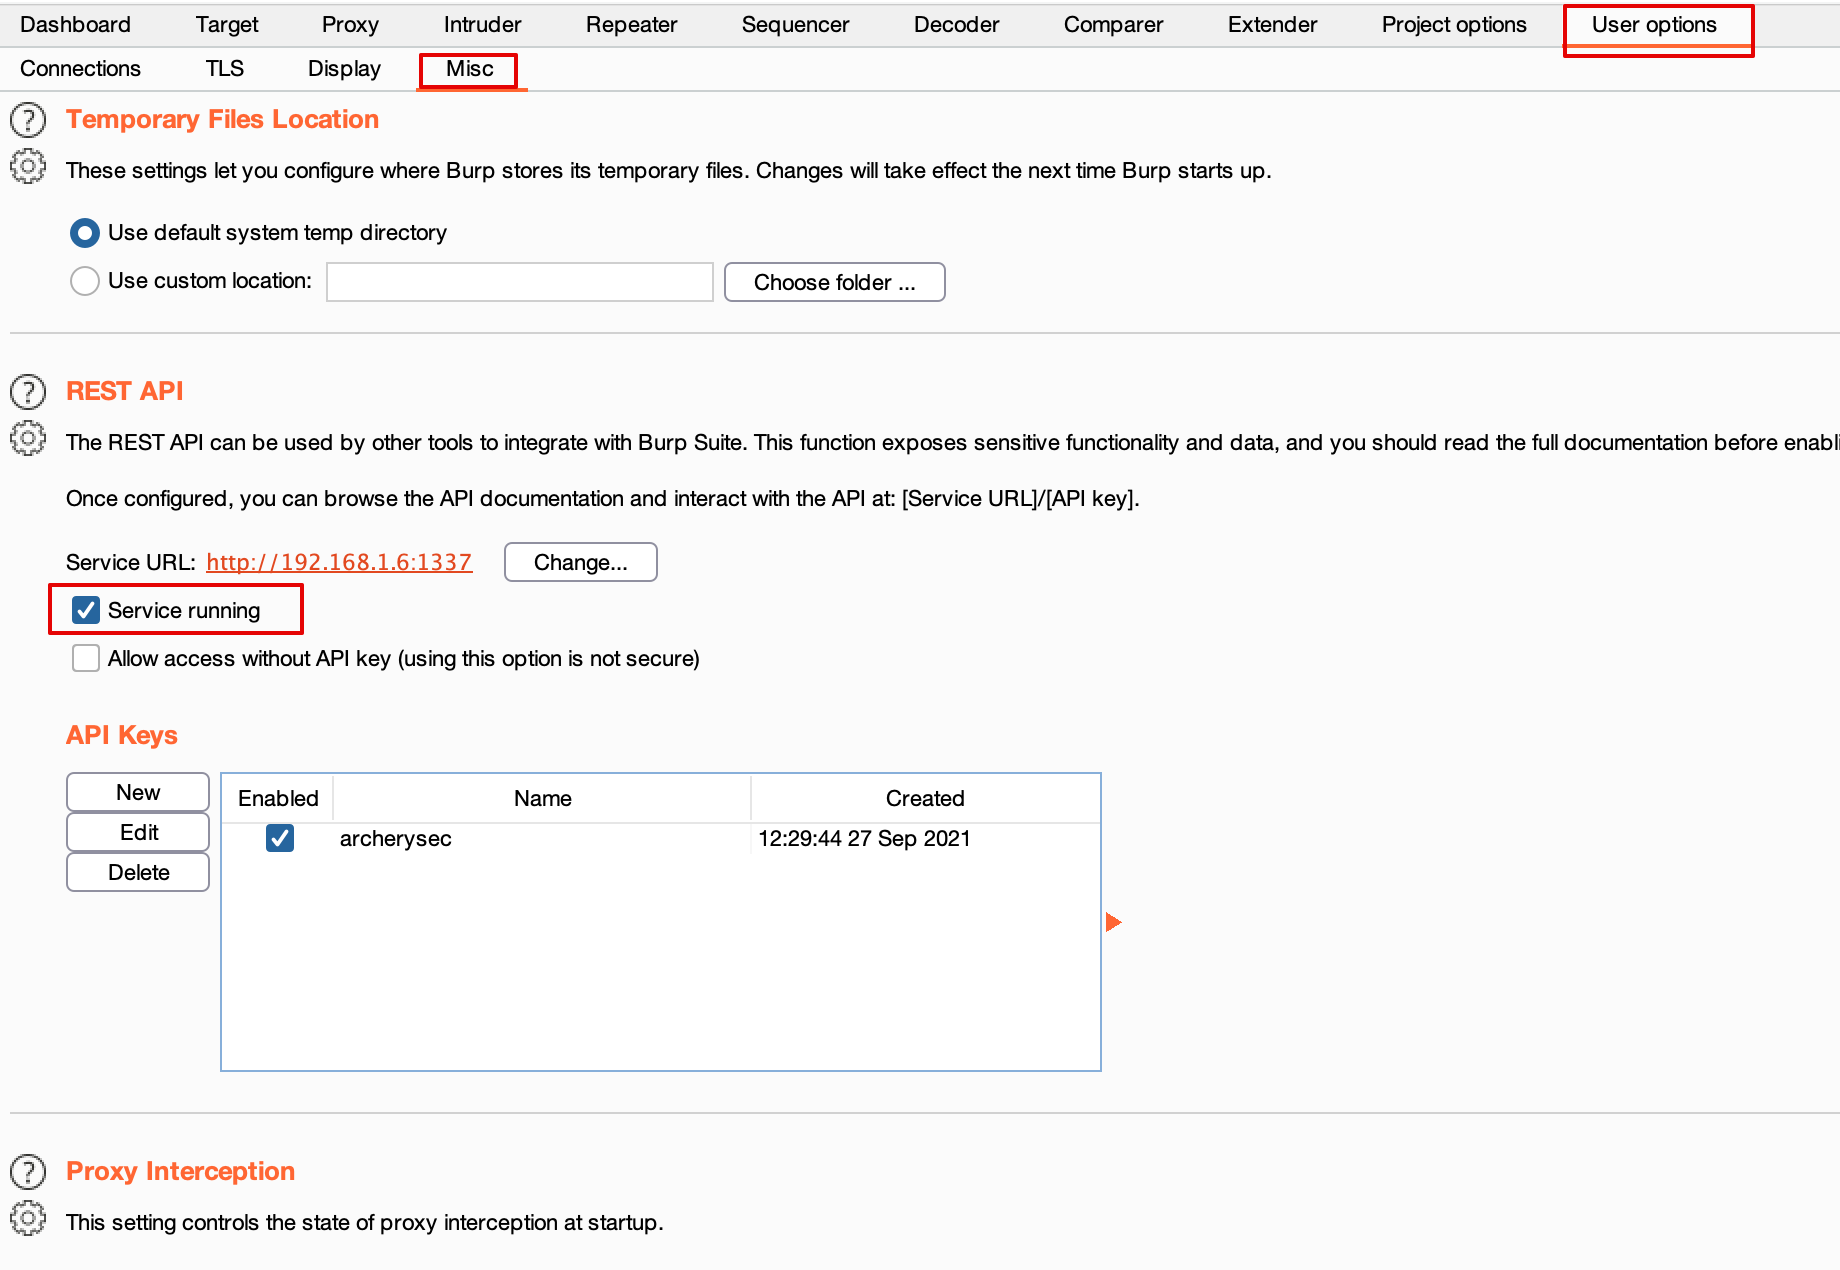 Dashboard Target Proxy Intruder Repeater Sequencer Decoder Comparer Extender Project options User options
Connections TLS Display Misc
Temporary Files Location
These settings let you configure where Burp stores its temporary files. Changes will take effect the next time Burp starts up.
Use default system temp directory
Use custom location: Choose folder ...
REST API
The REST API can be used by other tools to integrate with Burp Suite. This function exposes sensitive functionality and data, and you should read the full documentation before enabli
Once configured, you can browse the API documentation and interact with the API at: [Service URL]/[API key].
Service URL: http://192.168.1.6:1337 Change...
Service running
Allow access without API key (using this option is not secure)
API Keys
New
Edit
Delete
Enabled Name Created
archerysec 12:29:44 27 Sep 2021
Proxy Interception
This setting controls the state of proxy interception at startup.